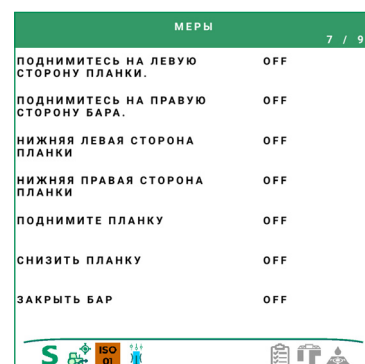 МЕРЫ
7 / 9
ПОДНИМИТЕСЬ НА ЛЕВУЮ OFF
СТОРОНУ ПЛАНКИ.
ПОДНИМИТЕСЬ НА ПРАВУЮ OFF
СТОРОНУ БАРА.
НИЖНЯЯ ЛЕВАЯ СТОРОНА OFF
ПЛАНКИ
НИЖНЯЯ ПРАВАЯ СТОРОНА OFF
ПЛАНКИ
ПОДНИМИТЕ ПЛАНКУ OFF
СНИЗИТЬ ПЛАНКУ OFF
ЗАКРЫТЬ БАР OFF
S ISO
01